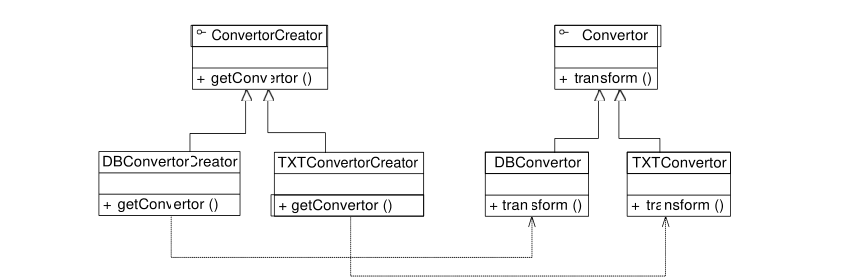 ConvertorCreator
+ getConvertor ()
Convertor
+ transform ()
DBConvertorCreator
+ getConvertor ()
TXTConvertorCreator
+ getConvertor ()
DBConvertor
+ transform ()
TXTConvertor
+ transform ()